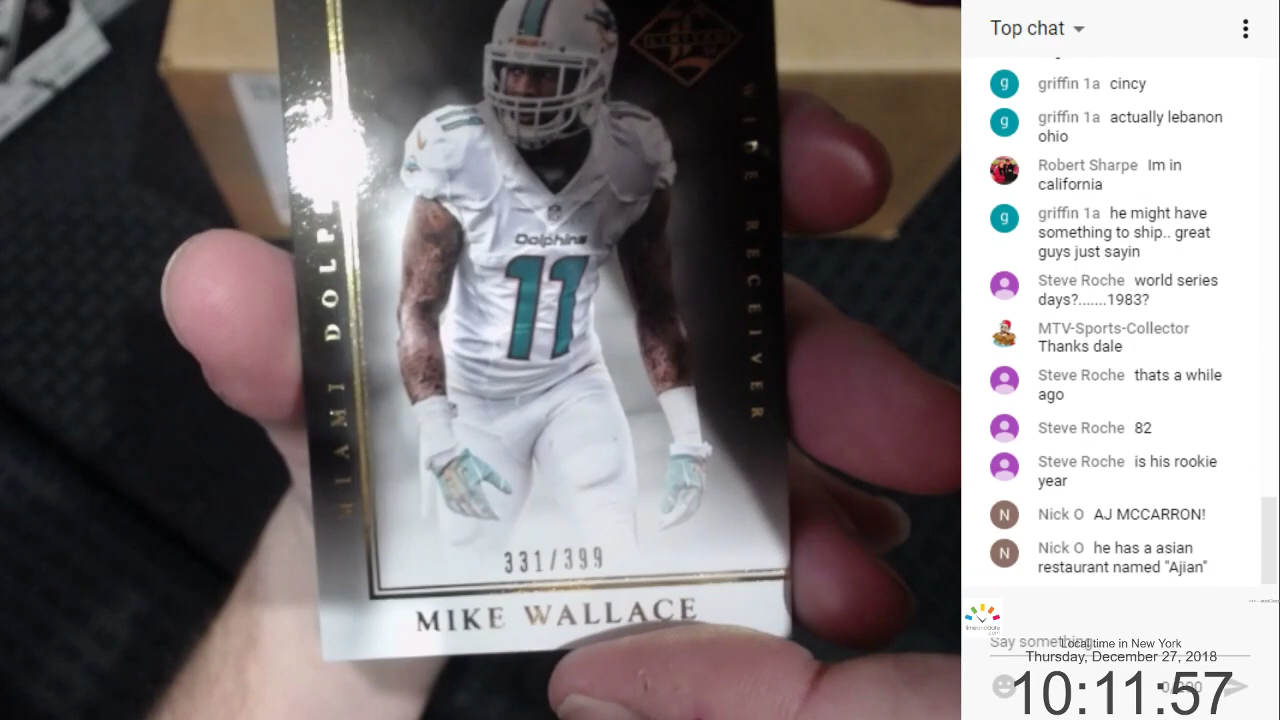 LIMITED
WIDE RECEIVER
MIAMI DOLP
Dolphins
11
331/399
MIKE WALLACE
Top chat
griffin 1a cincy
griffin 1a actually lebanon
ohio
Robert Sharpe Im in
california
griffin 1a he might have
something to ship.. great
guys just sayin
Steve Roche world series
days?.......1983?
MTV-Sports-Collector
Thanks dale
Steve Roche thats a while
ago
Steve Roche 82
Steve Roche is his rookie
year
Nick O AJ MCCARRON!
Nick O he has a asian
restaurant named "Ajian"
Say something
Local time in New York
Thursday, December 27, 2018
10:11:57